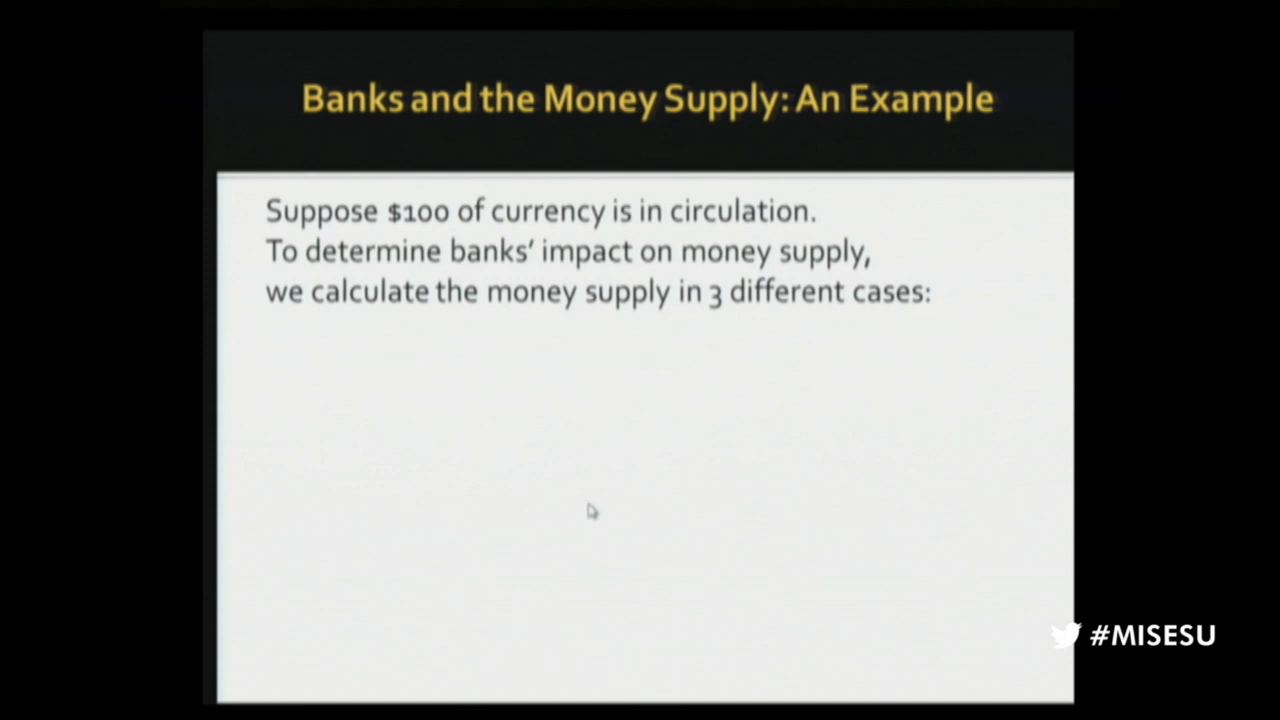 Banks and the Money Supply: An Example
Suppose $100 of currency is in circulation.
To determine banks' impact on money supply,
we calculate the money supply in 3 different cases:
#MISESU